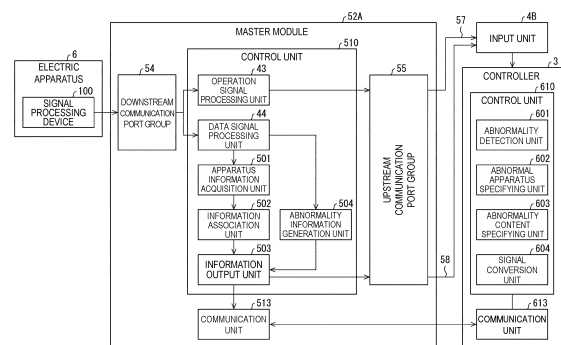 52A
57
4B
MASTER MODULE
INPUT UNIT
510
6
ELECTRIC
APPARATUS
100
SIGNAL
PROCESSING
DEVICE
54
DOWNSTREAM
COMMUNICATION
PORT GROUP
CONTROL UNIT
43
OPERATION
SIGNAL
PROCESSING UNIT
44
DATA SIGNAL
PROCESSING
UNIT
501
APPARATUS
INFORMATION
ACQUISITION UNIT
502
INFORMATION
ASSOCIATION
UNIT
503
INFORMATION
OUTPUT UNIT
504
ABNORMALITY
INFORMATION
GENERATION UNIT
513
COMMUNICATION
UNIT
55
UPSTREAM
COMMUNICATION
PORT GROUP
58
3
CONTROLLER
610
CONTROL UNIT
601
ABNORMALITY
DETECTION UNIT
602
ABNORMAL
APPARATUS
SPECIFYING UNIT
603
ABNORMALITY
CONTENT
SPECIFYING UNIT
604
SIGNAL
CONVERSION
UNIT
613
COMMUNICATION
UNIT